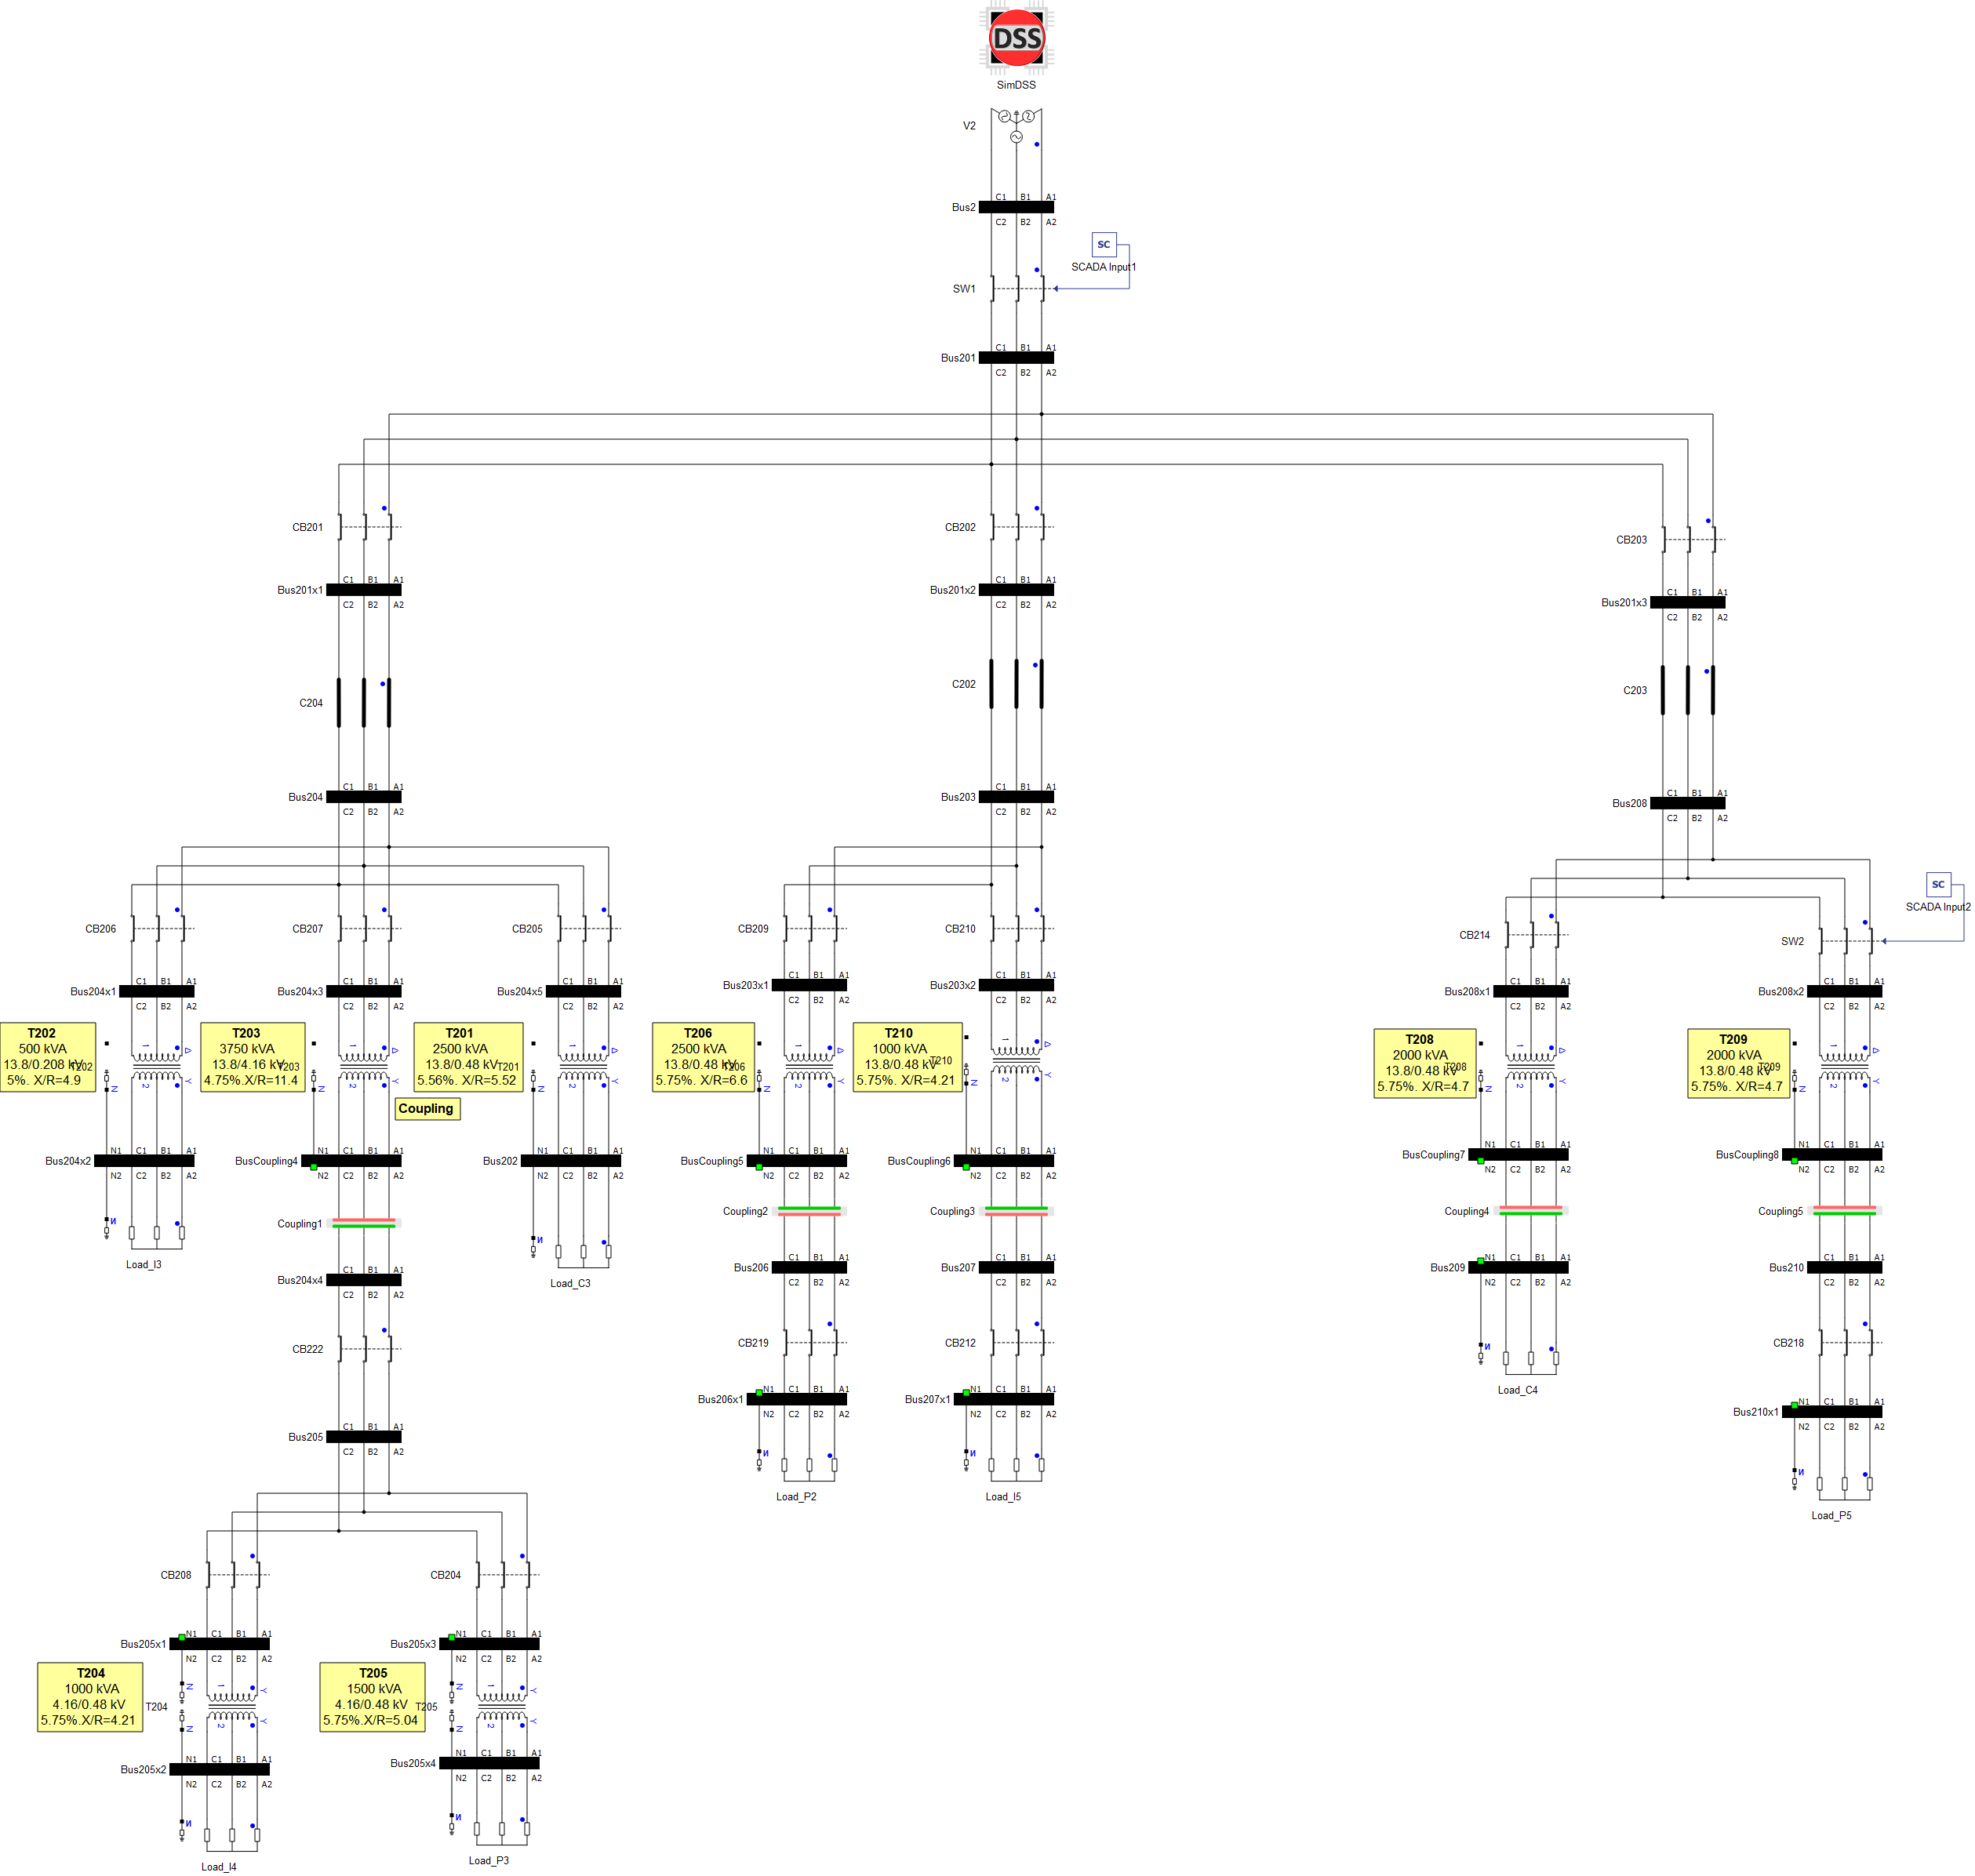 DSS
SimDSS
V2
C1 B1 A1
Bus2
C2 B2 A2
SC
SCADA Input1
SW1
C1 B1 A1
Bus201
C2 B2 A2
CB201
CB202
CB203
C1 B1 A1
Bus201x1
C2 B2 A2
C1 B1 A1
Bus201x2
C2 B2 A2
C1 B1 A1
Bus201x3
C2 B2 A2
C204
C202
C203
C1 B1 A1
Bus204
C2 B2 A2
C1 B1 A1
Bus203
C2 B2 A2
C1 B1 A1
Bus208
C2 B2 A2
SC
SCADA Input2
CB206
CB207
CB205
CB209
CB210
CB214
SW2
C1 B1 A1
Bus204x1
C2 B2 A2
C1 B1 A1
Bus204x3
C2 B2 A2
C1 B1 A1
Bus204x5
C2 B2 A2
C1 B1 A1
Bus203x1
C2 B2 A2
C1 B1 A1
Bus203x2
C2 B2 A2
C1 B1 A1
Bus208x1
C2 B2 A2
C1 B1 A1
Bus208x2
C2 B2 A2
T202
500 kVA
13.8/0.208 kV
5%. X/R=4.9
T202
1
2
Y
N
T203
3750 kVA
13.8/4.16 kV
4.75%.X/R=11.4
T203
1
2
Y
N
T201
2500 kVA
13.8/0.48 kV
5.56%. X/R=5.52
T201
1
2
Y
N
T206
2500 kVA
13.8/0.48 kV
5.75%. X/R=6.6
T206
1
2
Y
N
T210
1000 kVA
13.8/0.48 kV
5.75%. X/R=4.21
T210
1
2
Y
N
T208
2000 kVA
13.8/0.48 kV
5.75%. X/R=4.7
T208
1
2
Y
N
T209
2000 kVA
13.8/0.48 kV
5.75%. X/R=4.7
T209
1
2
Y
N
Coupling
N1 C1 B1 A1
Bus204x2
N2 C2 B2 A2
N1 C1 B1 A1
BusCoupling4
N2 C2 B2 A2
N1 C1 B1 A1
Bus202
N2 C2 B2 A2
N1 C1 B1 A1
BusCoupling5
N2 C2 B2 A2
N1 C1 B1 A1
BusCoupling6
N2 C2 B2 A2
N1 C1 B1 A1
BusCoupling7
N2 C2 B2 A2
N1 C1 B1 A1
BusCoupling8
N2 C2 B2 A2
N
Load_I3
Coupling1
N
Load_C3
Coupling2
Coupling3
Coupling4
Coupling5
C1 B1 A1
Bus204x4
C2 B2 A2
C1 B1 A1
Bus206
C2 B2 A2
C1 B1 A1
Bus207
C2 B2 A2
N1 C1 B1 A1
Bus209
N2 C2 B2 A2
C1 B1 A1
Bus210
C2 B2 A2
CB222
CB219
CB212
N
Load_C4
CB218
N1 C1 B1 A1
Bus206x1
N2 C2 B2 A2
N1 C1 B1 A1
Bus207x1
N2 C2 B2 A2
N1 C1 B1 A1
Bus210x1
N2 C2 B2 A2
C1 B1 A1
Bus205
C2 B2 A2
N
Load_P2
N
Load_I5
N
Load_P5
CB208
CB204
N1 C1 B1 A1
Bus205x1
N2 C2 B2 A2
N1 C1 B1 A1
Bus205x3
N2 C2 B2 A2
T204
1000 kVA
4.16/0.48 kV
5.75%.X/R=4.21
T204
N
1
Y
N
2
Y
T205
1500 kVA
4.16/0.48 kV
5.75%.X/R=5.04
T205
N
1
Y
N
2
Y
N1 C1 B1 A1
Bus205x2
N2 C2 B2 A2
N1 C1 B1 A1
Bus205x4
N2 C2 B2 A2
N
Load_I4
N
Load_P3